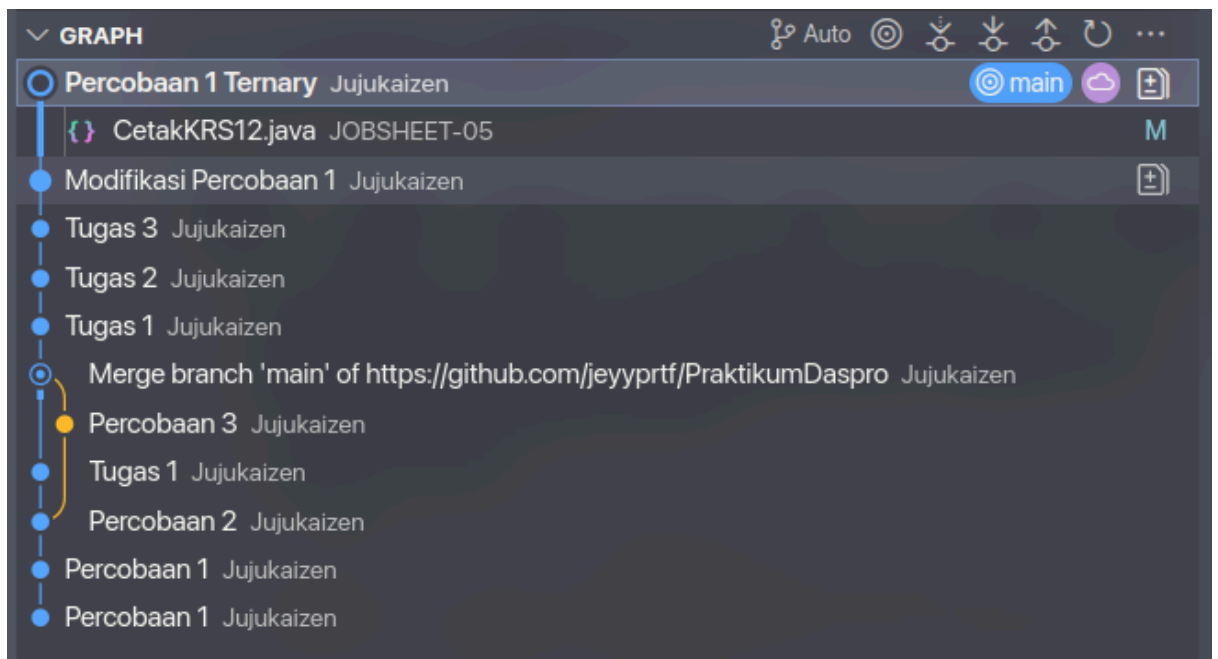 GRAPH Auto
Percobaan 1 Ternary Jujukaizen main
{} CetakKRS12.java JOBSHEET-05 M
Modifikasi Percobaan 1 Jujukaizen
Tugas 3 Jujukaizen
Tugas 2 Jujukaizen
Tugas 1 Jujukaizen
Merge branch 'main' of https://github.com/jeyyprtf/PraktikumDaspro Jujukaizen
Percobaan 3 Jujukaizen
Tugas 1 Jujukaizen
Percobaan 2 Jujukaizen
Percobaan 1 Jujukaizen
Percobaan 1 Jujukaizen